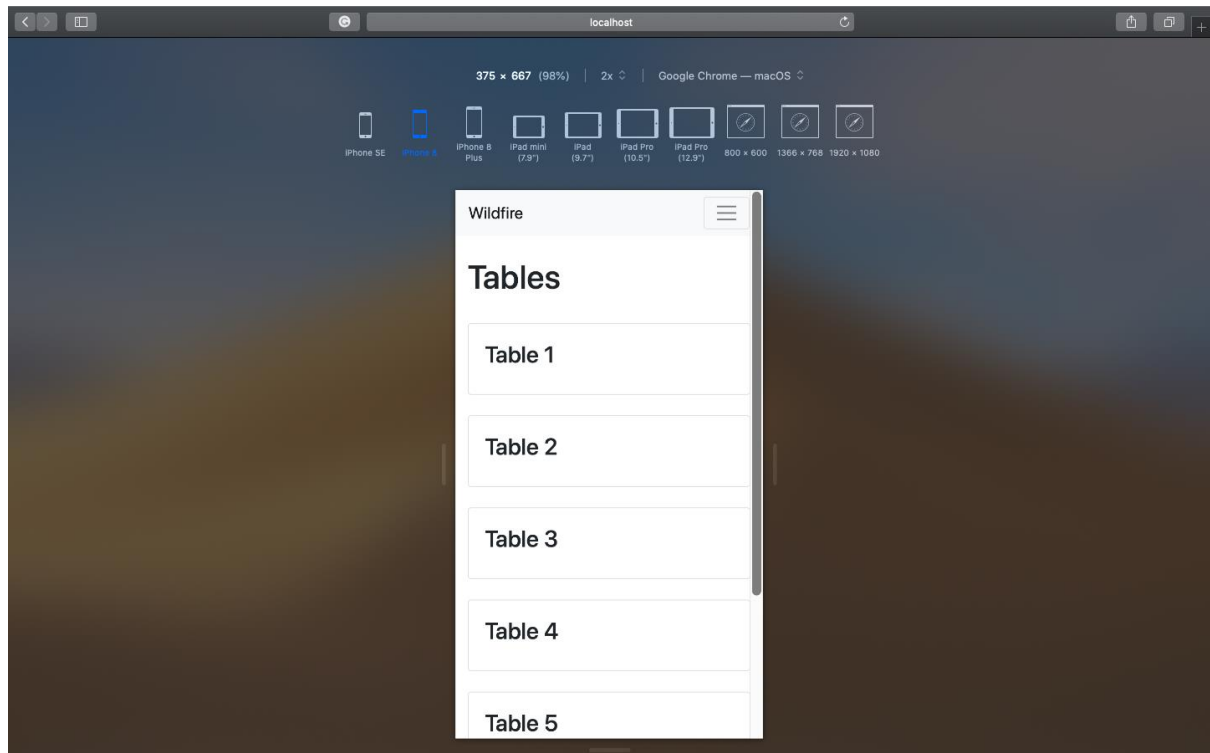 localhost
375 × 667 (98%) 2x Google Chrome — macOS
iPhone SE
iPhone 8
iPhone 8
Plus
iPad mini
(7.9")
iPad
(9.7")
iPad Pro
(10.5")
iPad Pro
(12.9")
800 × 600
1366 × 768
1920 × 1080
Wildfire
Tables
Table 1
Table 2
Table 3
Table 4
Table 5